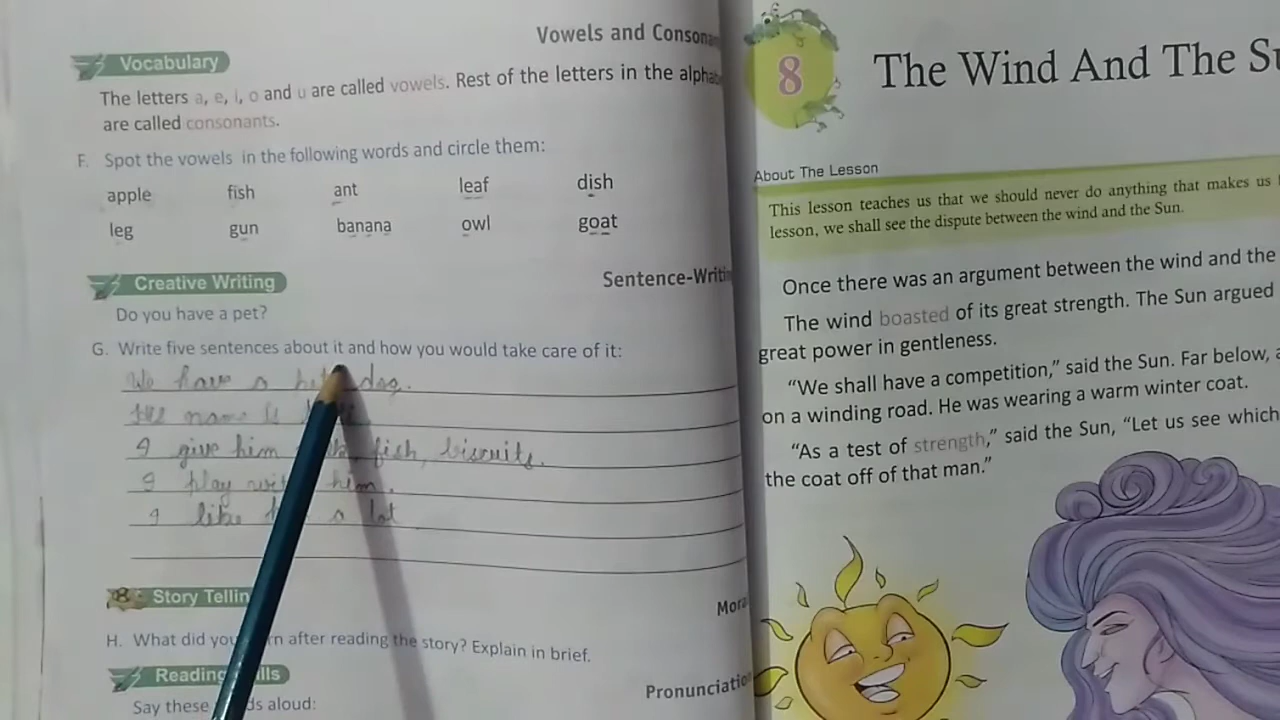 Vowels and Consonan
Vocabulary
The letters a, e, i, o and u are called vowels. Rest of the letters in the alphabe
are called consonants.
F. Spot the vowels in the following words and circle them:
apple fish ant leaf dish
leg gun banana owl goat
Creative Writing
Sentence-Writin
Do you have a pet?
G. Write five sentences about it and how you would take care of it:
We have a dog.
name is
I give him fish, biscuits.
I play him.
I like a lot
Story Tellin
Mora
H. What did you after reading the story? Explain in brief.
Reading
Pronunciatio
Say these aloud:
8
The Wind And The Su
About The Lesson
This lesson teaches us that we should never do anything that makes us
lesson, we shall see the dispute between the wind and the Sun.
Once there was an argument between the wind and the
The wind boasted of its great strength. The Sun argued
great power in gentleness.
“We shall have a competition,” said the Sun. Far below, a
on a winding road. He was wearing a warm winter coat.
“As a test of strength,” said the Sun, “Let us see which
the coat off of that man.”